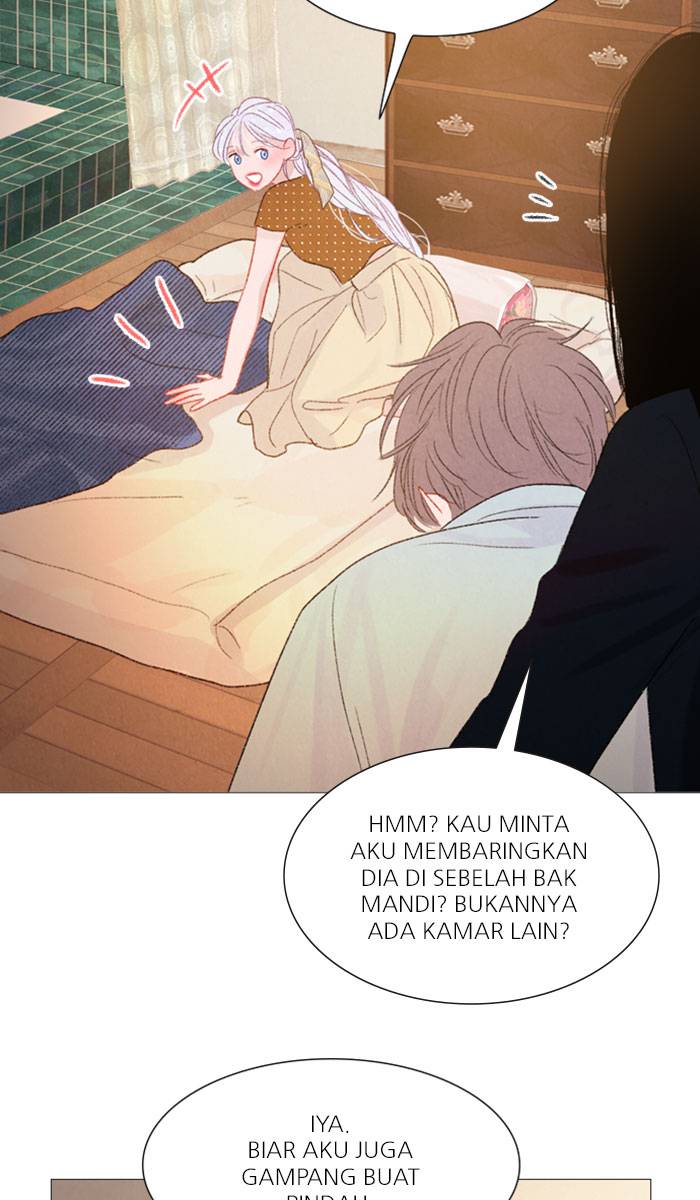 HMM? KAU MINTA
AKU MEMBARINGKAN
DIA DI SEBELAH BAK
MANDI? BUKANNYA
ADA KAMAR LAIN?
IYA.
BIAR AKU JUGA
GAMPANG BUAT
PINDAH